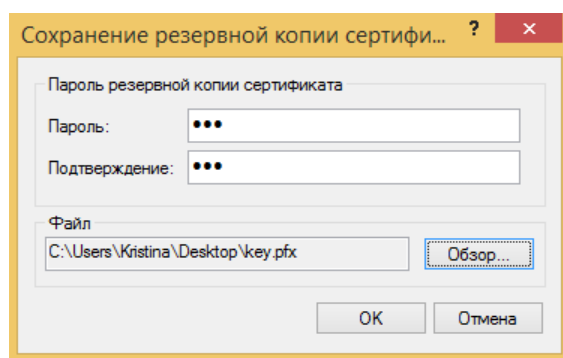 Сохранение резервной копии сертифи... ?
Пароль резервной копии сертификата
Пароль: •••
Подтверждение: •••
Файл
C:\Users\Kristina\Desktop\key.pfx Обзор...
OK Отмена